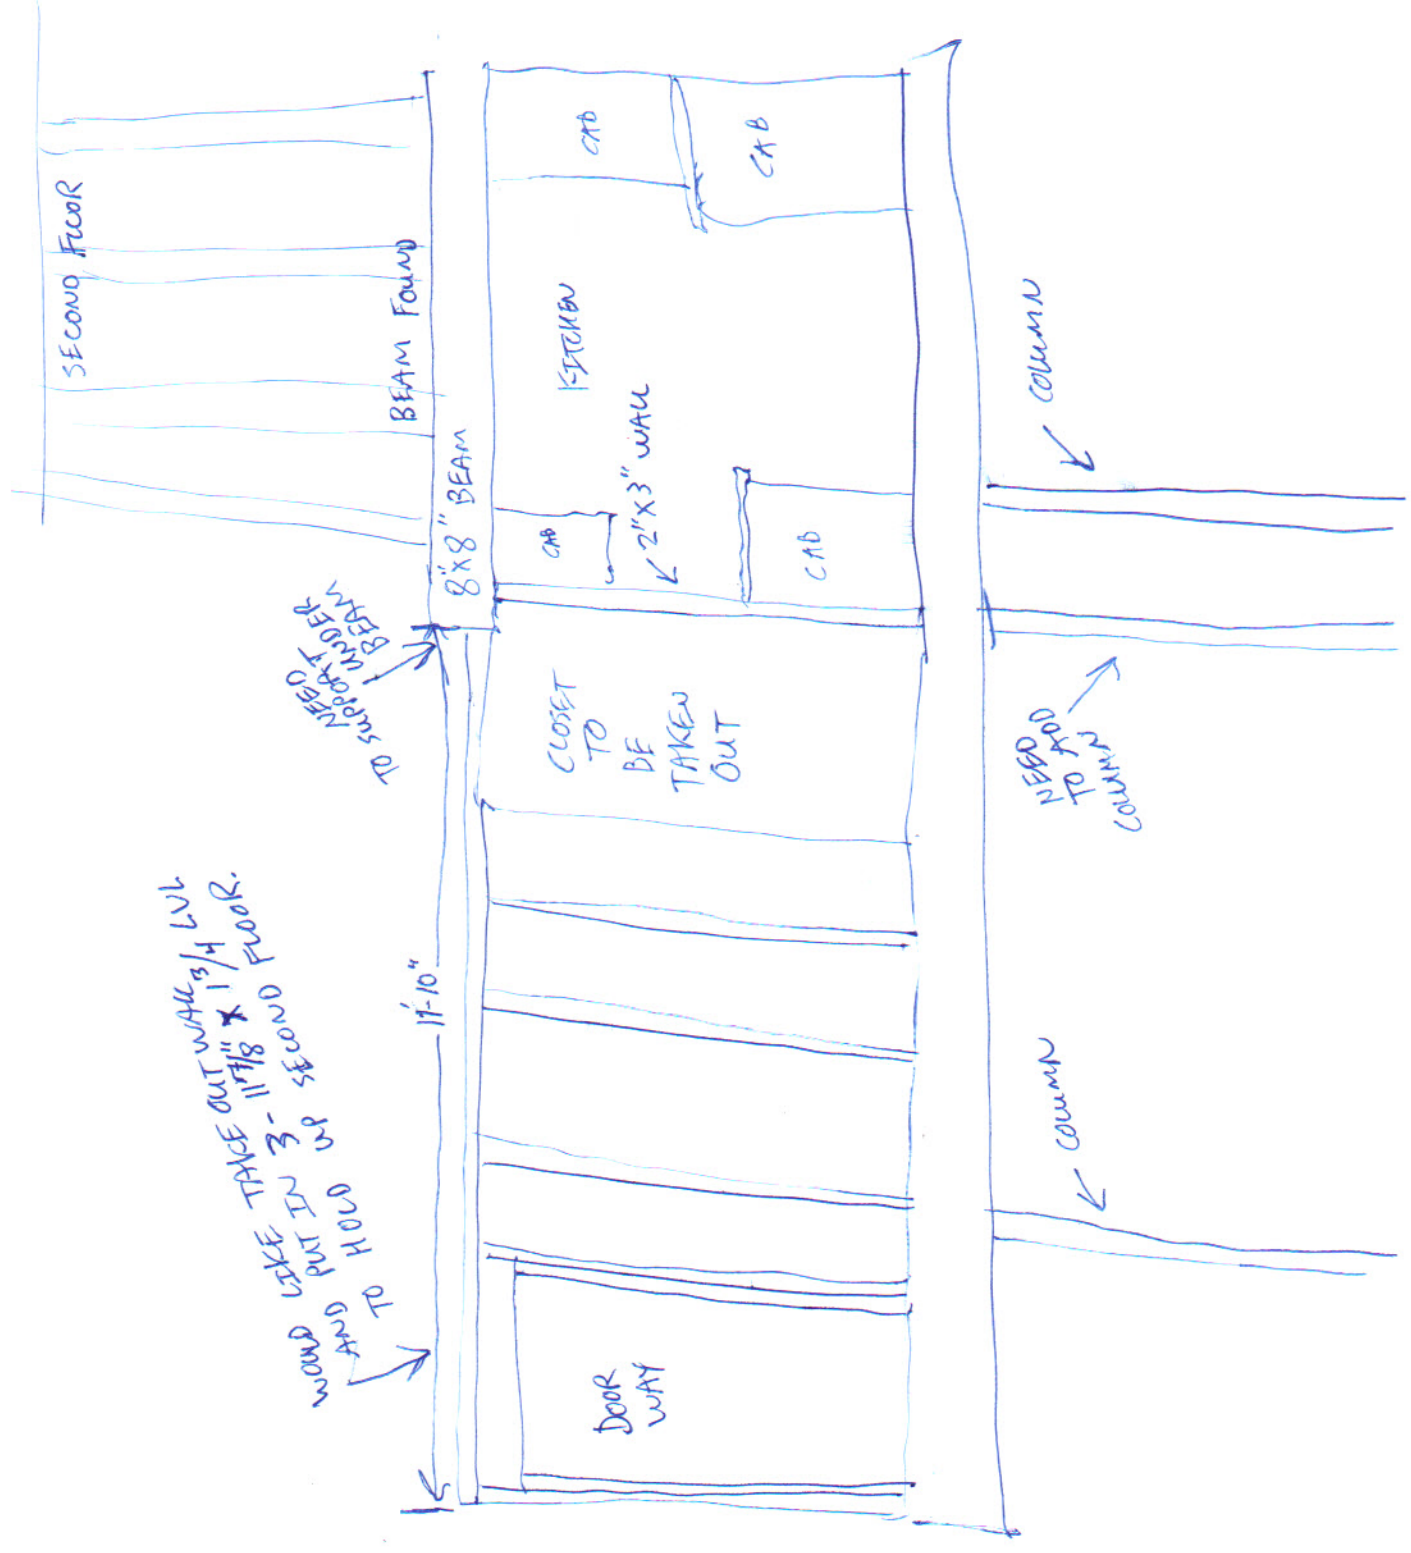 WOULD LIKE TAKE OUT WALL
AND PUT IN 3- 11 7/8" X 1 3/4 LVL
TO HOLD UP SECOND FLOOR.
11'-10"
NEED
TO SUPPORT
UNDER
BEAM
8"X8" BEAM
BEAM FOUND
SECOND FLOOR
DOOR
WAY
CLOSET
TO
BE
TAKEN
OUT
CAB
2"X3" WALL
CAB
KITCHEN
CAB
CAB
COLUMN
NEED
TO ADD
COLUMN
COLUMN